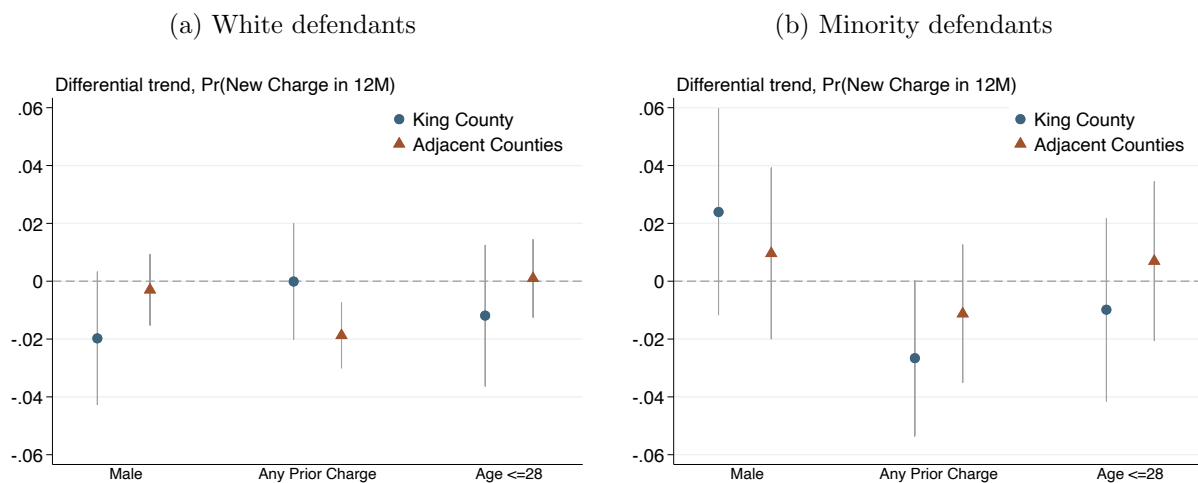 (a) White defendants
Differential trend, Pr(New Charge in 12M)
King County
Adjacent Counties
.06
.04
.02
0
-.02
-.04
-.06
Male
Any Prior Charge
Age <=28
(b) Minority defendants
Differential trend, Pr(New Charge in 12M)
King County
Adjacent Counties
.06
.04
.02
0
-.02
-.04
-.06
Male
Any Prior Charge
Age <=28